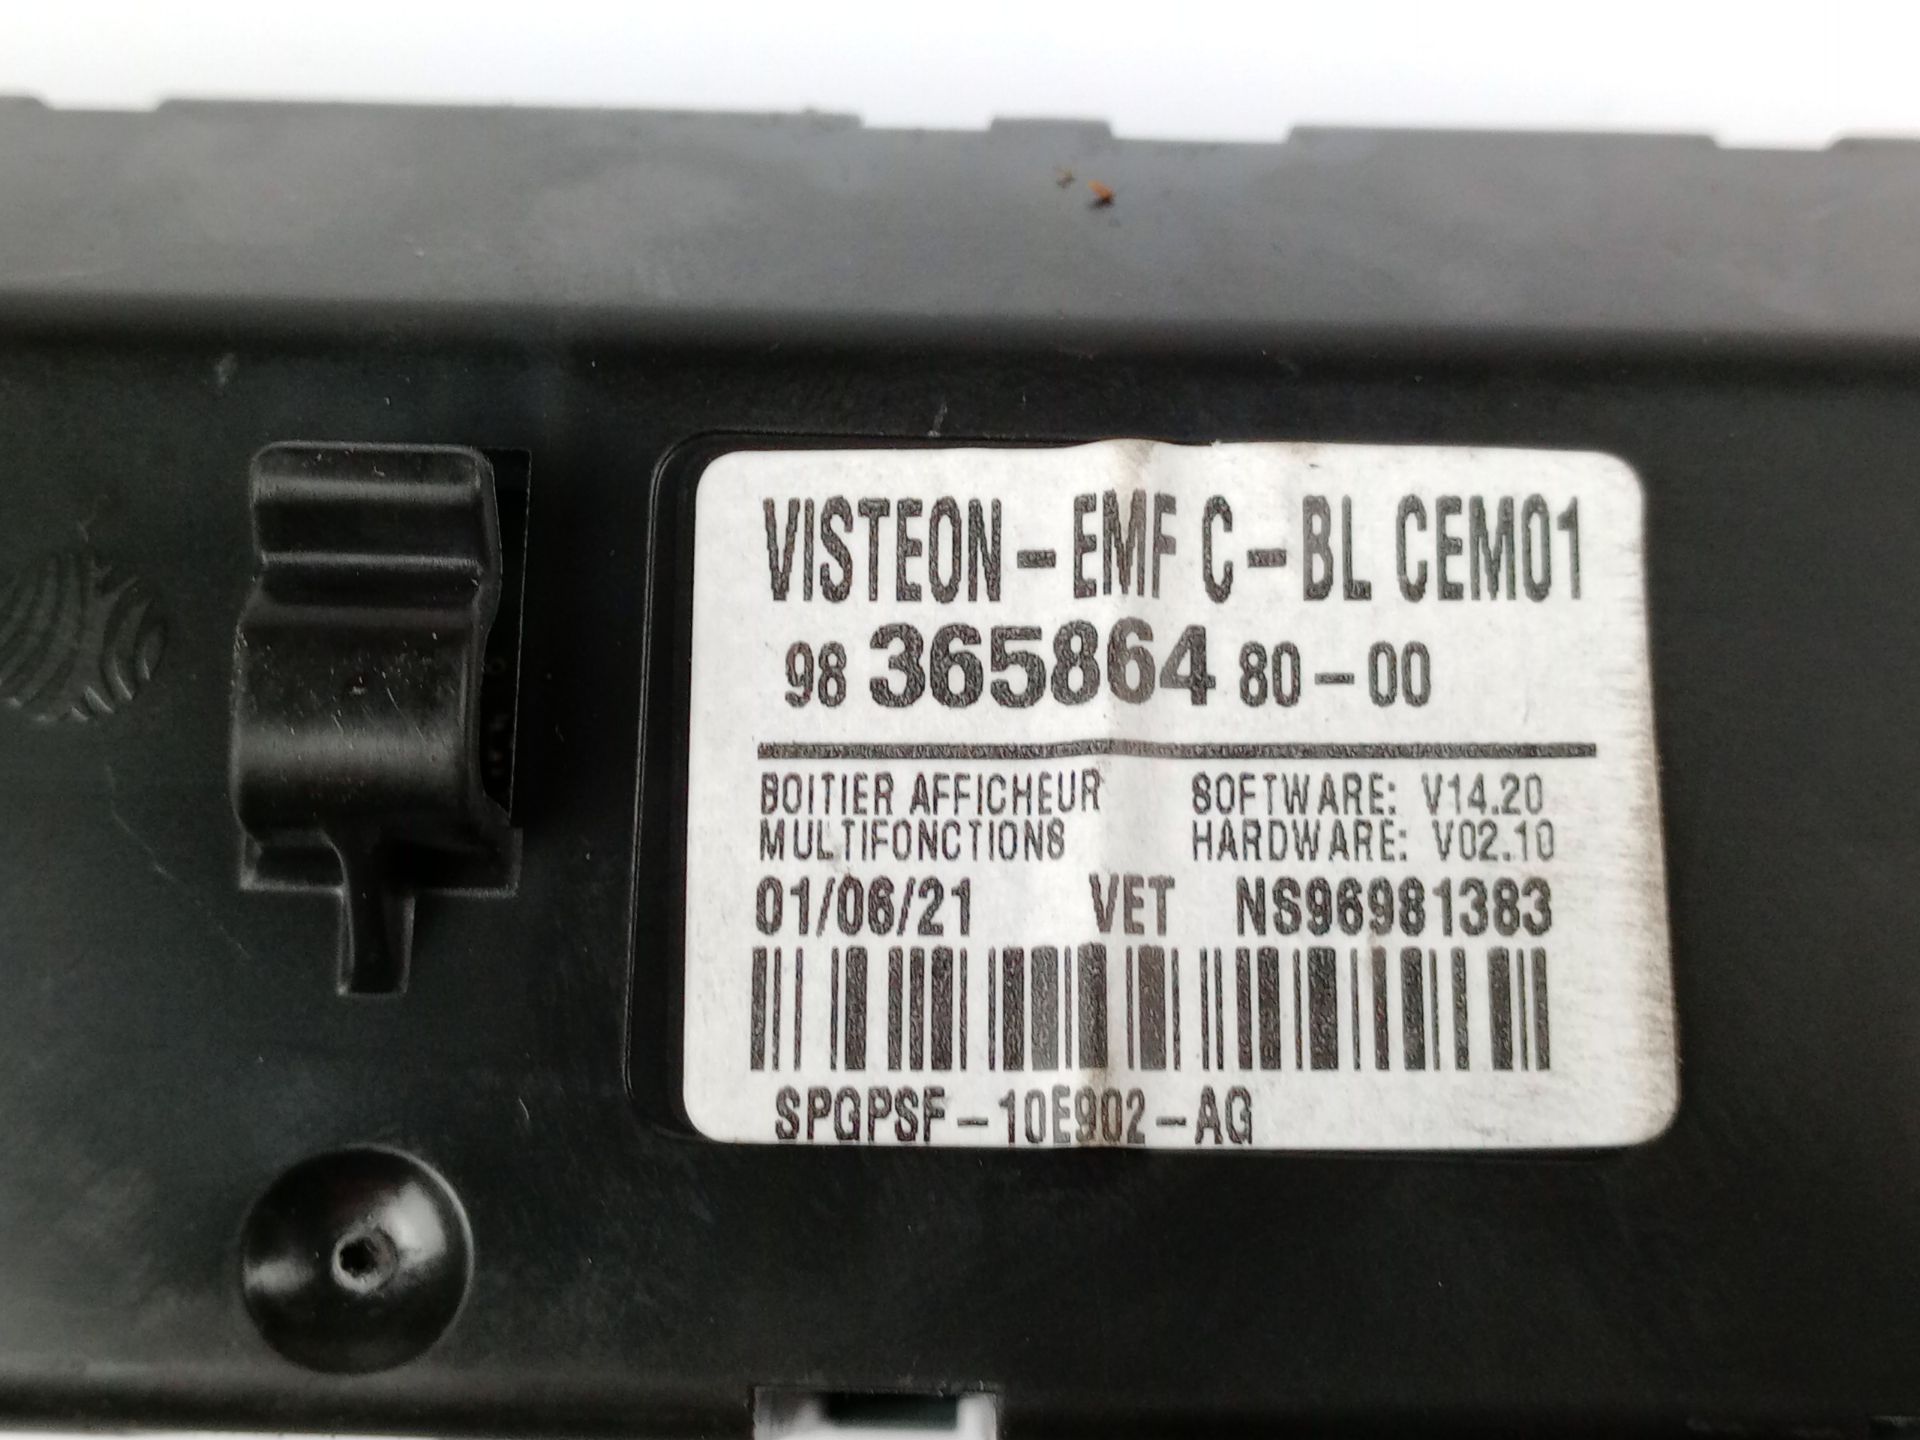 VISTEON-EMF C-BL CEM01
98 365864 80-00
BOITIER AFFICHEUR SOFTWARE: V14.20
MULTIFONCTIONS HARDWARE: V02.10
01/06/21 VET NS96981383
SPGPSF-10E902-AG